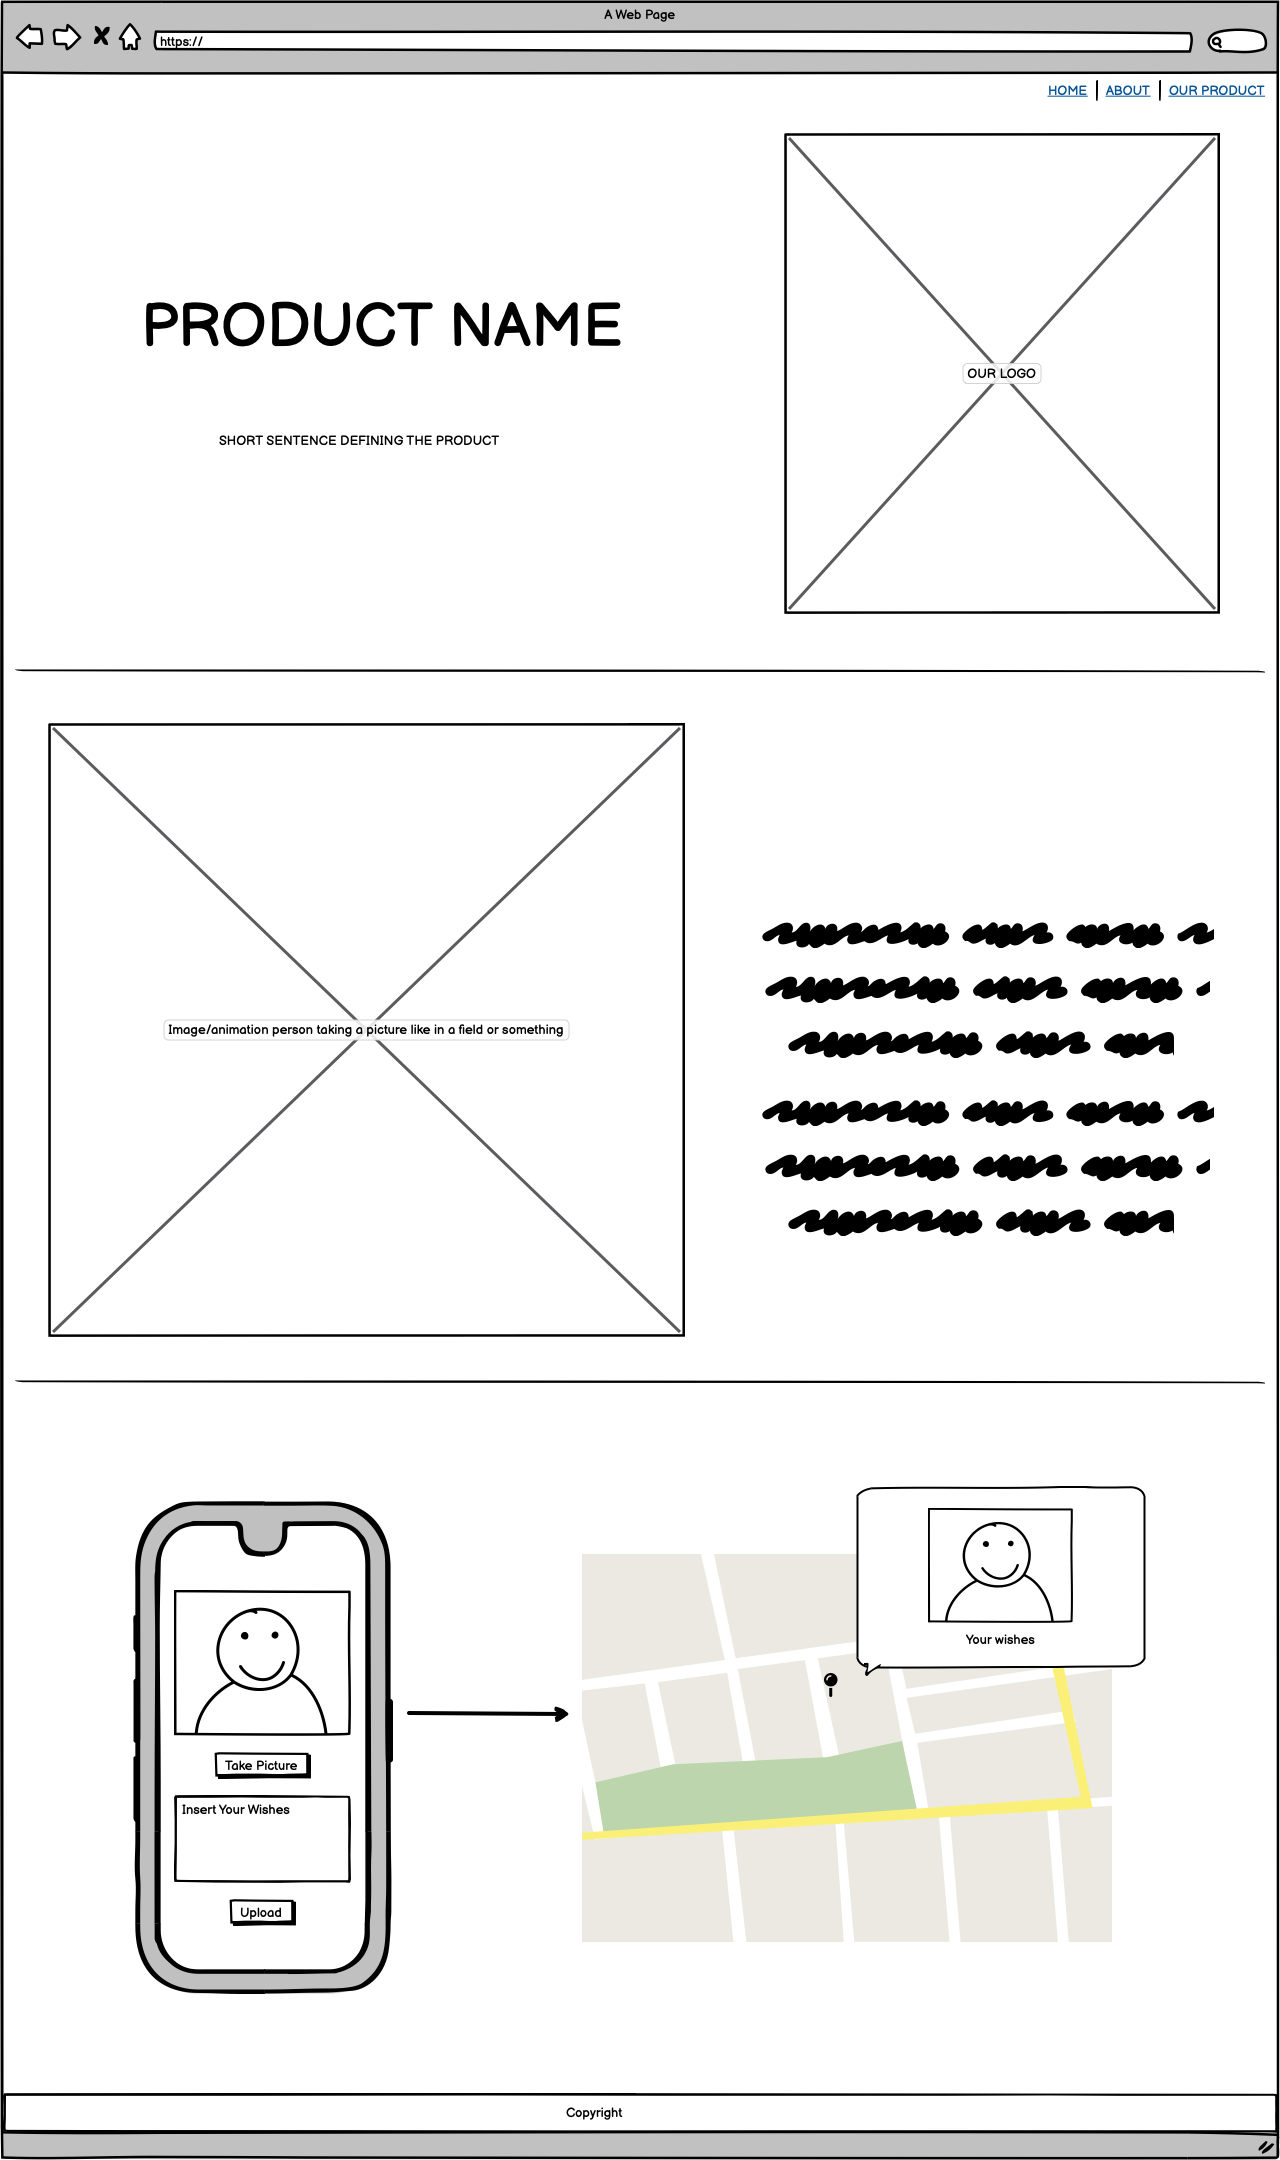 A Web Page
https://
HOME ABOUT OUR PRODUCT
PRODUCT NAME
OUR LOGO
SHORT SENTENCE DEFINING THE PRODUCT
Image/animation person taking a picture like in a field or something
Your wishes
Take Picture
Insert Your Wishes
Upload
Copyright